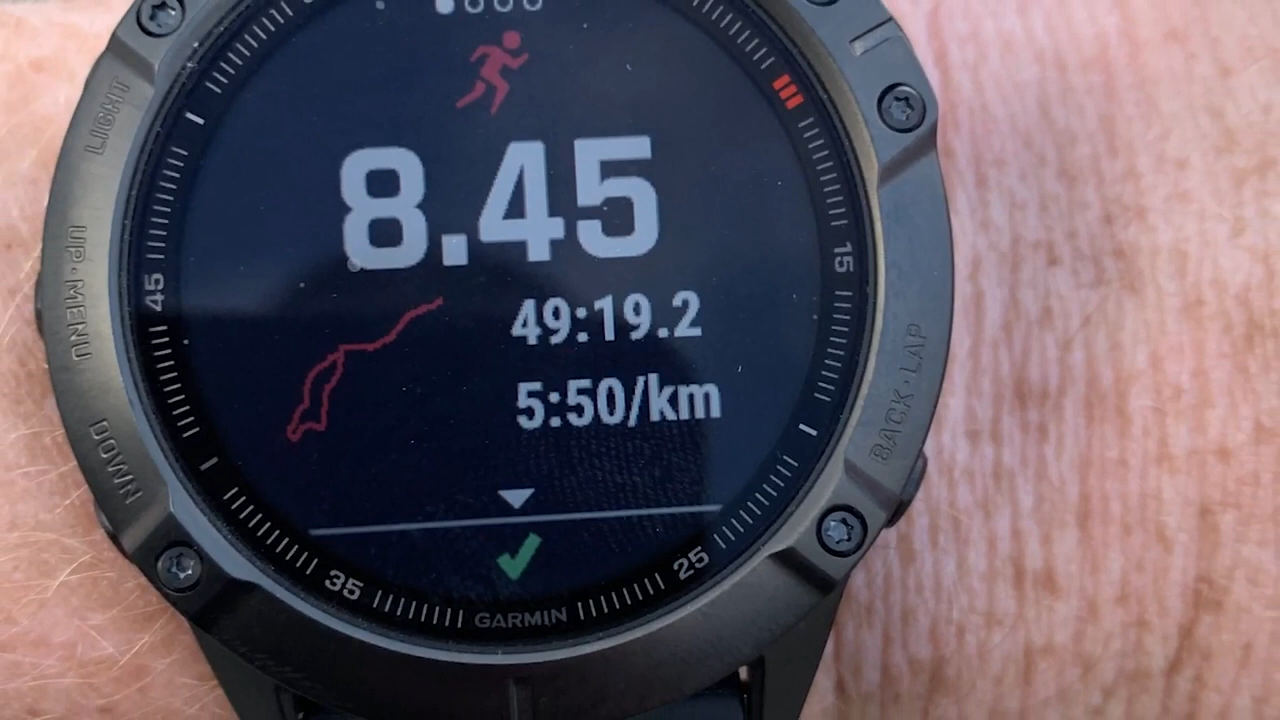 LIGHT
UP·MENU
DOWN
BACK·LAP
8.45
49:19.2
5:50/km
15
25
35
45
GARMIN